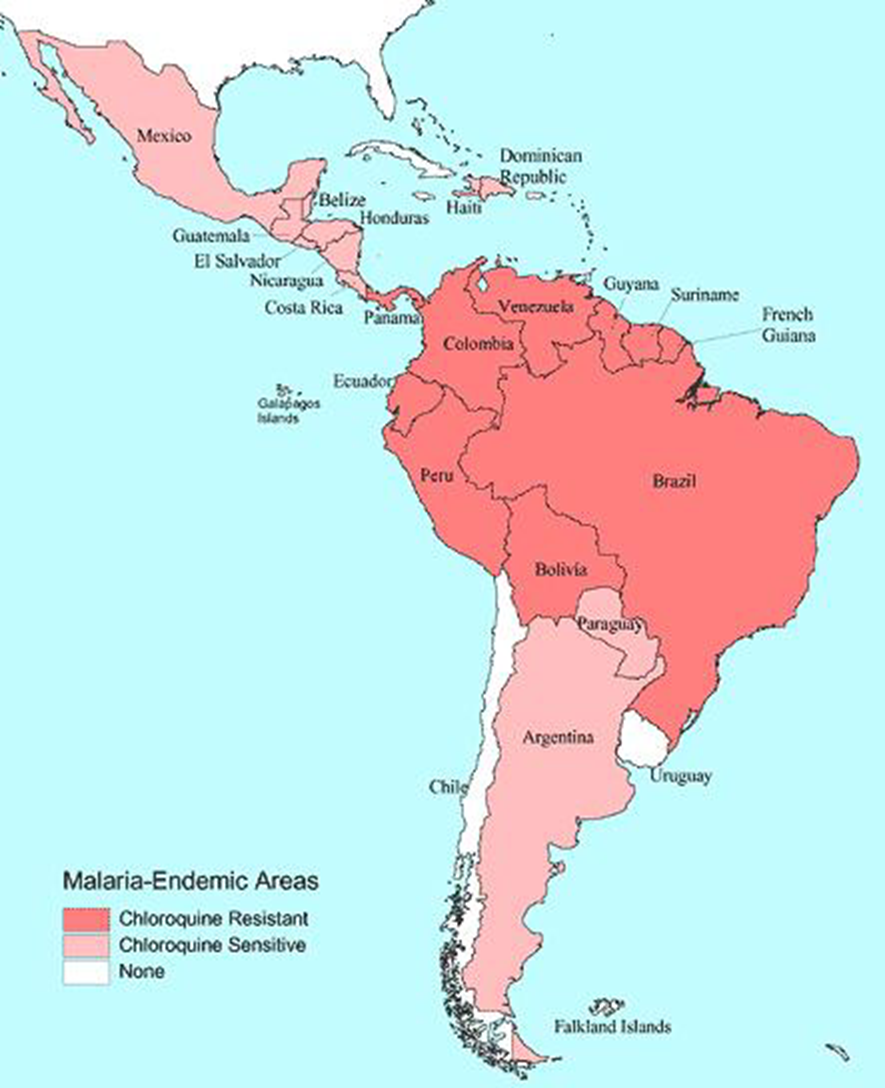 Mexico
Dominican
Republic
Belize
Haiti
Honduras
Guatemala
El Salvador
Nicaragua
Costa Rica
Panama
Guyana
Venezuela
Suriname
French
Guiana
Colombia
Ecuador
Galapagos
Islands
Peru
Brazil
Bolivia
Paraguay
Argentina
Uruguay
Chile
Malaria-Endemic Areas
Chloroquine Resistant
Chloroquine Sensitive
None
Falkland Islands